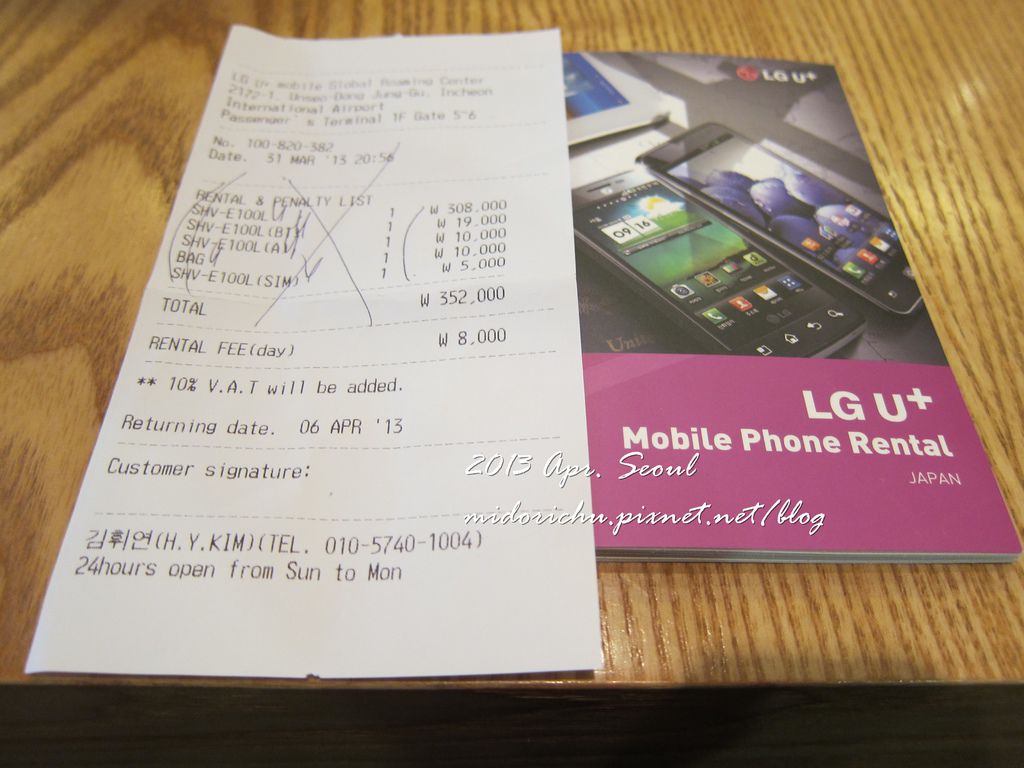 LG U+ mobile Global Roaming Center
2172-1, Unseo-Dong Jung-Gu, Incheon
International Airport
Passenger's Terminal 1F Gate 5~6
No. 100-820-382
Date. 31 MAR '13 20:56
RENTAL & PENALTY LIST
SHV-E100L 1 ₩ 308,000
SHV-E100L(BT) 1 ₩ 19,000
SHV-E100L(A) 1 ₩ 10,000
BAG 1 ₩ 10,000
SHV-E100L(SIM) 1 ₩ 5,000
TOTAL ₩ 352,000
RENTAL FEE(day) ₩ 8,000
** 10% V.A.T will be added.
Returning date. 06 APR '13
Customer signature:
김휘연(H.Y.KIM)(TEL. 010-5740-1004)
24hours open from Sun to Mon
LG U+
09 16
LG
LG U+
Mobile Phone Rental
JAPAN
2013 Apr. Seoul
midorichu.pixnet.net/blog